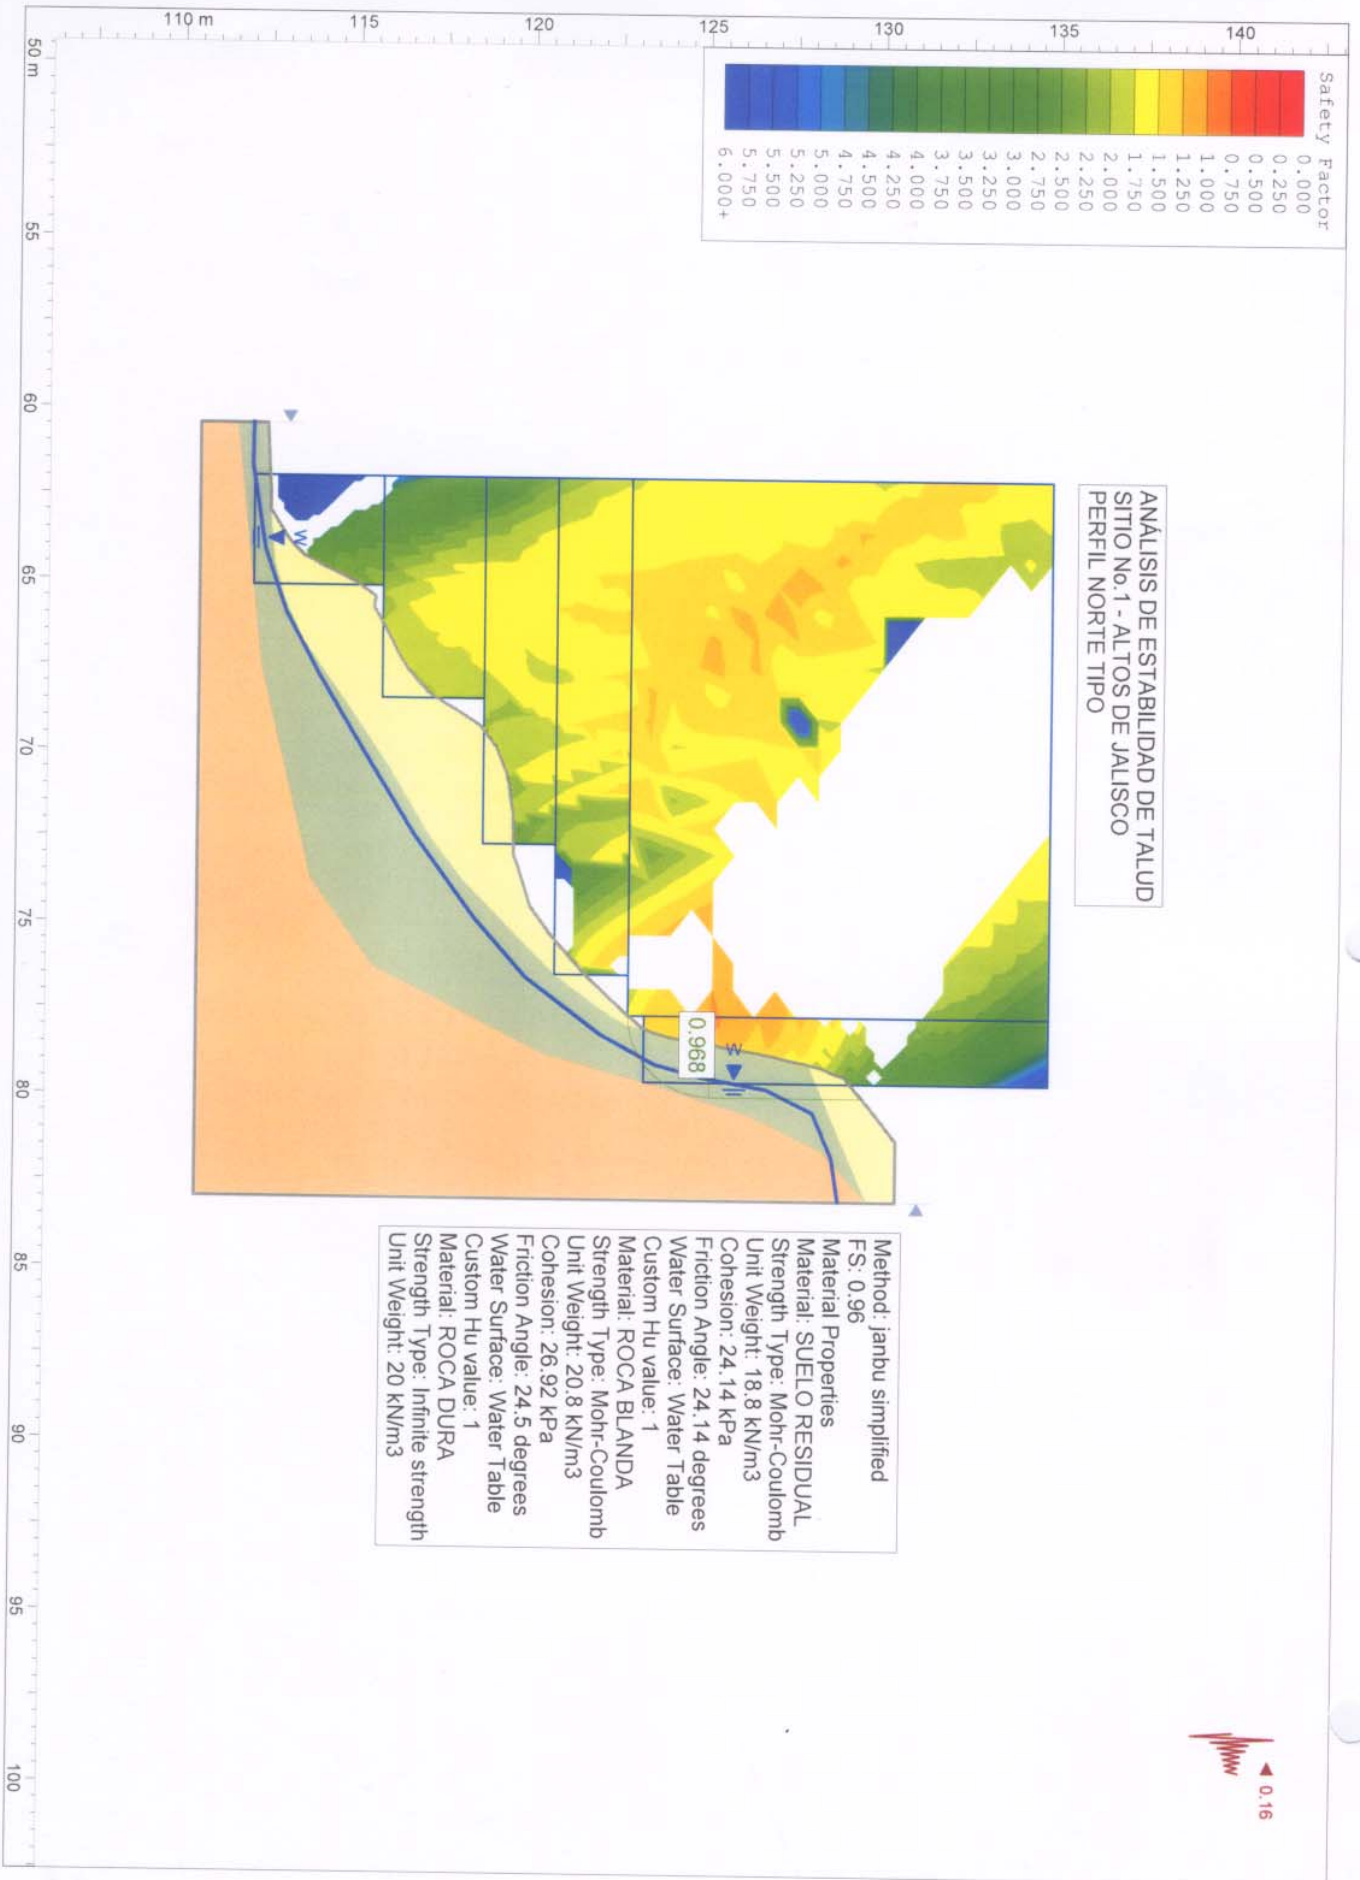 Safety Factor
0.000
0.250
0.500
0.750
1.000
1.250
1.500
1.750
2.000
2.250
2.500
2.750
3.000
3.250
3.500
3.750
4.000
4.250
4.500
4.750
5.000
5.250
5.500
5.750
6.000+
ANÁLISIS DE ESTABILIDAD DE TALUD
SITIO No.1 - ALTOS DE JALISCO
PERFIL NORTE TIPO
0.16
W
W
0.968
Method: janbu simplified
FS: 0.96
Material Properties
Material: SUELO RESIDUAL
Strength Type: Mohr-Coulomb
Unit Weight: 18.8 kN/m3
Cohesion: 24.14 kPa
Friction Angle: 24.14 degrees
Water Surface: Water Table
Custom Hu value: 1
Material: ROCA BLANDA
Strength Type: Mohr-Coulomb
Unit Weight: 20.8 kN/m3
Cohesion: 26.92 kPa
Friction Angle: 24.5 degrees
Water Surface: Water Table
Custom Hu value: 1
Material: ROCA DURA
Strength Type: Infinite strength
Unit Weight: 20 kN/m3
140
135
130
125
120
115
110 m
50 m
55
60
65
70
75
80
85
90
95
100